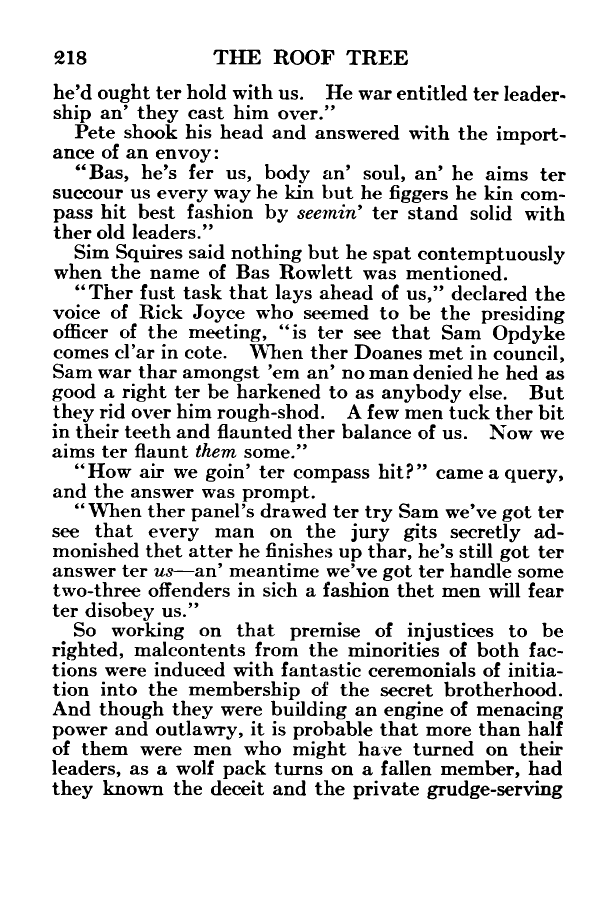 218 THE ROOF TREE
he'd ought ter hold with us. He war entitled ter leader-
ship an' they cast him over."
Pete shook his head and answered with the import-
ance of an envoy:
"Bas, he's fer us, body an' soul, an' he aims ter
succour us every way he kin but he figgers he kin com-
pass hit best fashion by seemin' ter stand solid with
ther old leaders."
Sim Squires said nothing but he spat contemptuously
when the name of Bas Rowlett was mentioned.
"Ther fust task that lays ahead of us," declared the
voice of Rick Joyce who seemed to be the presiding
officer of the meeting, "is ter see that Sam Opdyke
comes cl'ar in cote. When ther Doanes met in council,
Sam war thar amongst 'em an' no man denied he hed as
good a right ter be harkened to as anybody else. But
they rid over him rough-shod. A few men tuck ther bit
in their teeth and flaunted ther balance of us. Now we
aims ter flaunt them some."
"How air we goin' ter compass hit?" came a query,
and the answer was prompt.
"When ther panel's drawed ter try Sam we've got ter
see that every man on the jury gits secretly ad-
monished thet atter he finishes up thar, he's still got ter
answer ter us—an' meantime we've got ter handle some
two-three offenders in sich a fashion thet men will fear
ter disobey us."
So working on that premise of injustices to be
righted, malcontents from the minorities of both fac-
tions were induced with fantastic ceremonials of initia-
tion into the membership of the secret brotherhood.
And though they were building an engine of menacing
power and outlawry, it is probable that more than half
of them were men who might have turned on their
leaders, as a wolf pack turns on a fallen member, had
they known the deceit and the private grudge-serving